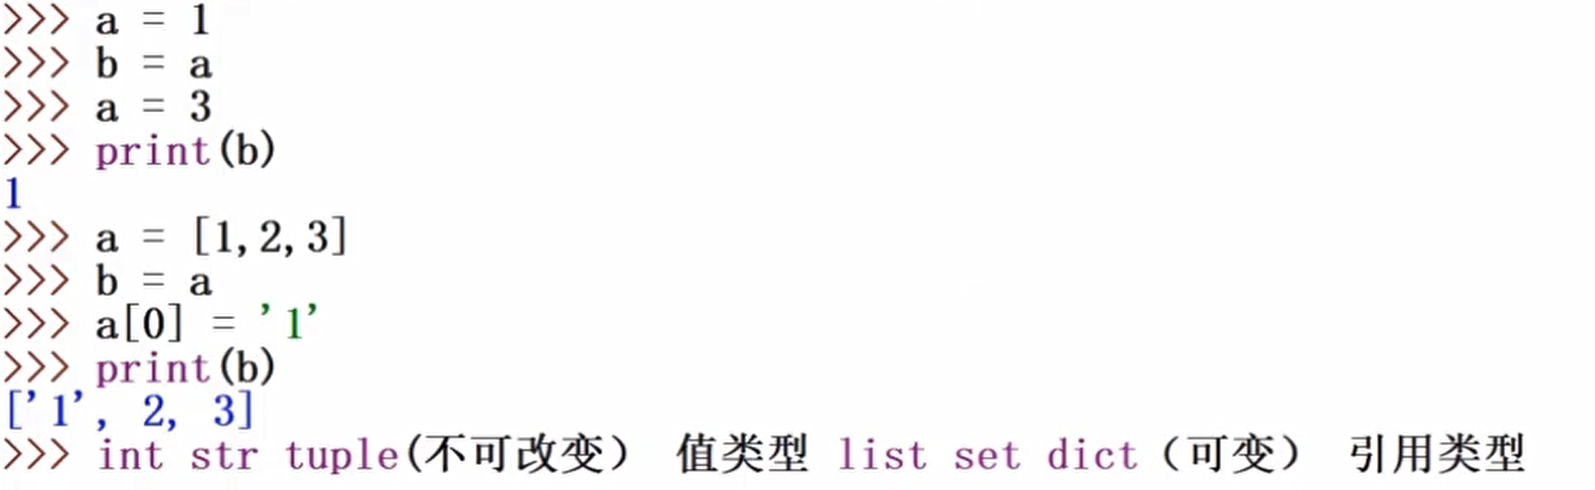 >>> a = 1
>>> b = a
>>> a = 3
>>> print(b)
1
>>> a = [1,2,3]
>>> b = a
>>> a[0] = '1'
>>> print(b)
['1', 2, 3]
>>> int str tuple(不可改变） 值类型 list set dict（可变） 引用类型